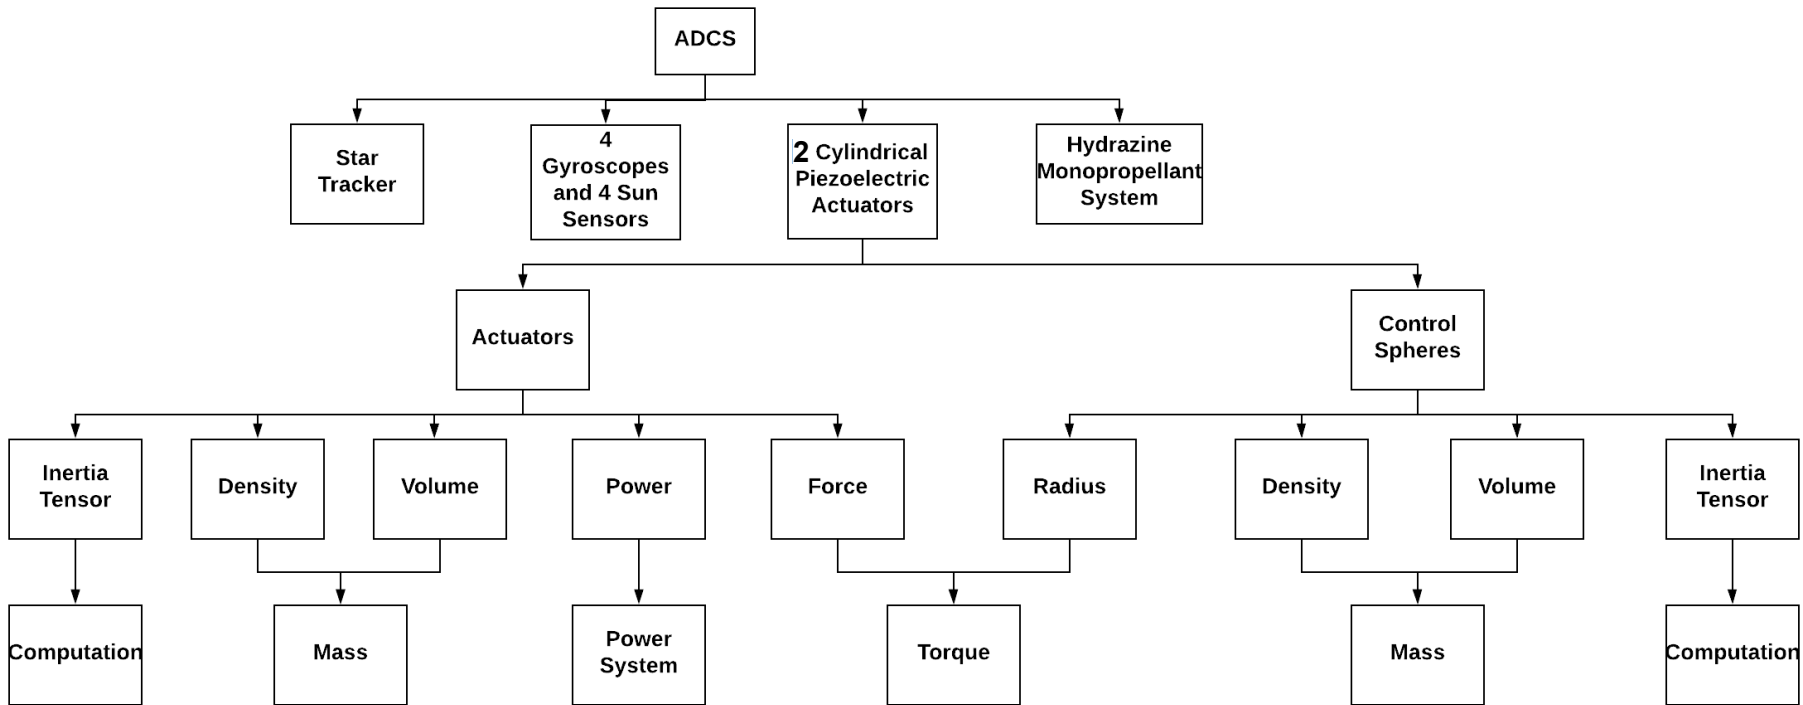 ADCS
Star
Tracker
4
Gyroscopes
and 4 Sun
Sensors
2 Cylindrical
Piezoelectric
Actuators
Hydrazine
Monopropellant
System
Actuators
Control
Spheres
Inertia
Tensor
Density
Volume
Power
Force
Radius
Density
Volume
Inertia
Tensor
Computation
Mass
Power
System
Torque
Mass
Computation